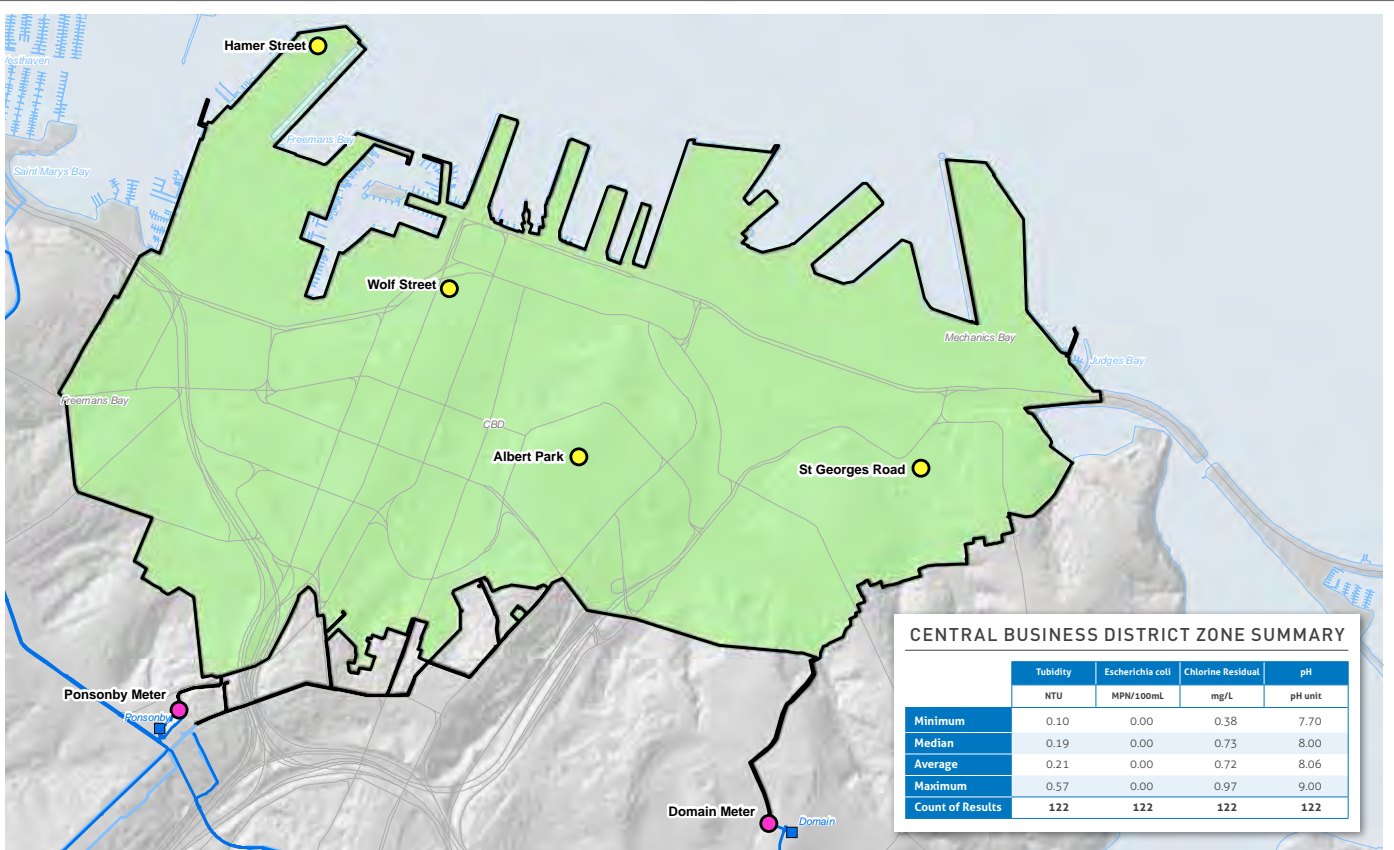 Hamer Street
Westhaven
Freemans Bay
Saint Marys Bay
Wolf Street
Mechanics Bay
Judges Bay
Freemans Bay
CBD
Albert Park
St Georges Road
Ponsonby Meter
Ponsonby
Domain Meter
Domain
CENTRAL BUSINESS DISTRICT ZONE SUMMARY
Tubidity Escherichia coli Chlorine Residual pH
NTU MPN/100mL mg/L pH unit
Minimum 0.10 0.00 0.38 7.70
Median 0.19 0.00 0.73 8.00
Average 0.21 0.00 0.72 8.06
Maximum 0.57 0.00 0.97 9.00
Count of Results 122 122 122 122